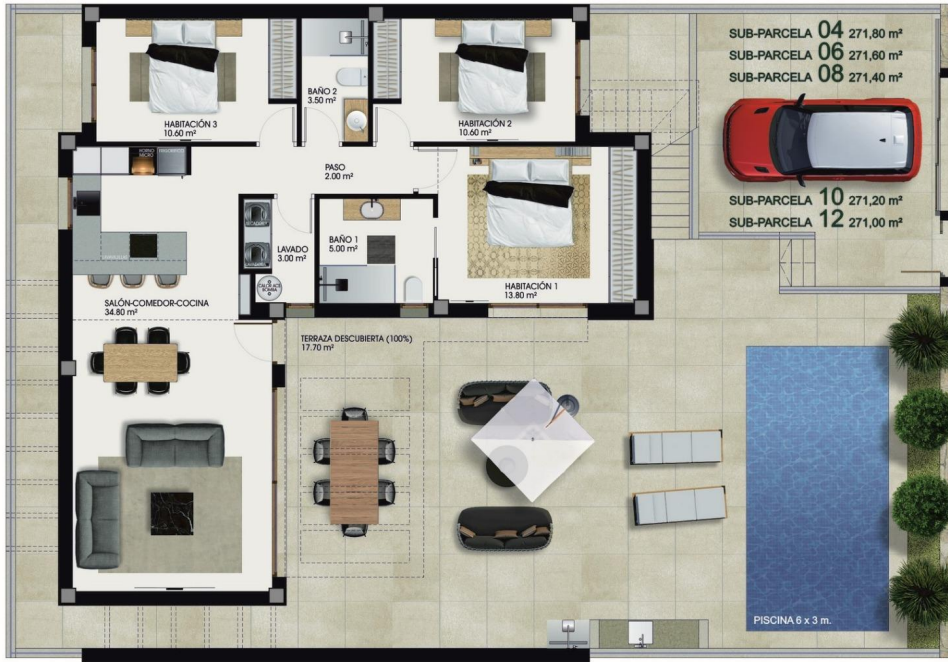 SUB-PARCELA 04 271,80 m²
SUB-PARCELA 06 271,60 m²
SUB-PARCELA 08 271,40 m²
SUB-PARCELA 10 271,20 m²
SUB-PARCELA 12 271,00 m²
BAÑO 2
3.50 m²
HABITACIÓN 3
10.60 m²
HABITACIÓN 2
10.60 m²
PASO
2.00 m²
BAÑO 1
5.00 m²
LAVADO
3.00 m²
HABITACIÓN 1
13.80 m²
SALÓN-COMEDOR-COCINA
34.80 m²
TERRAZA DESCUBIERTA (100%)
17.70 m²
HORNO
MICRO
PISCINA 6 x 3 m.